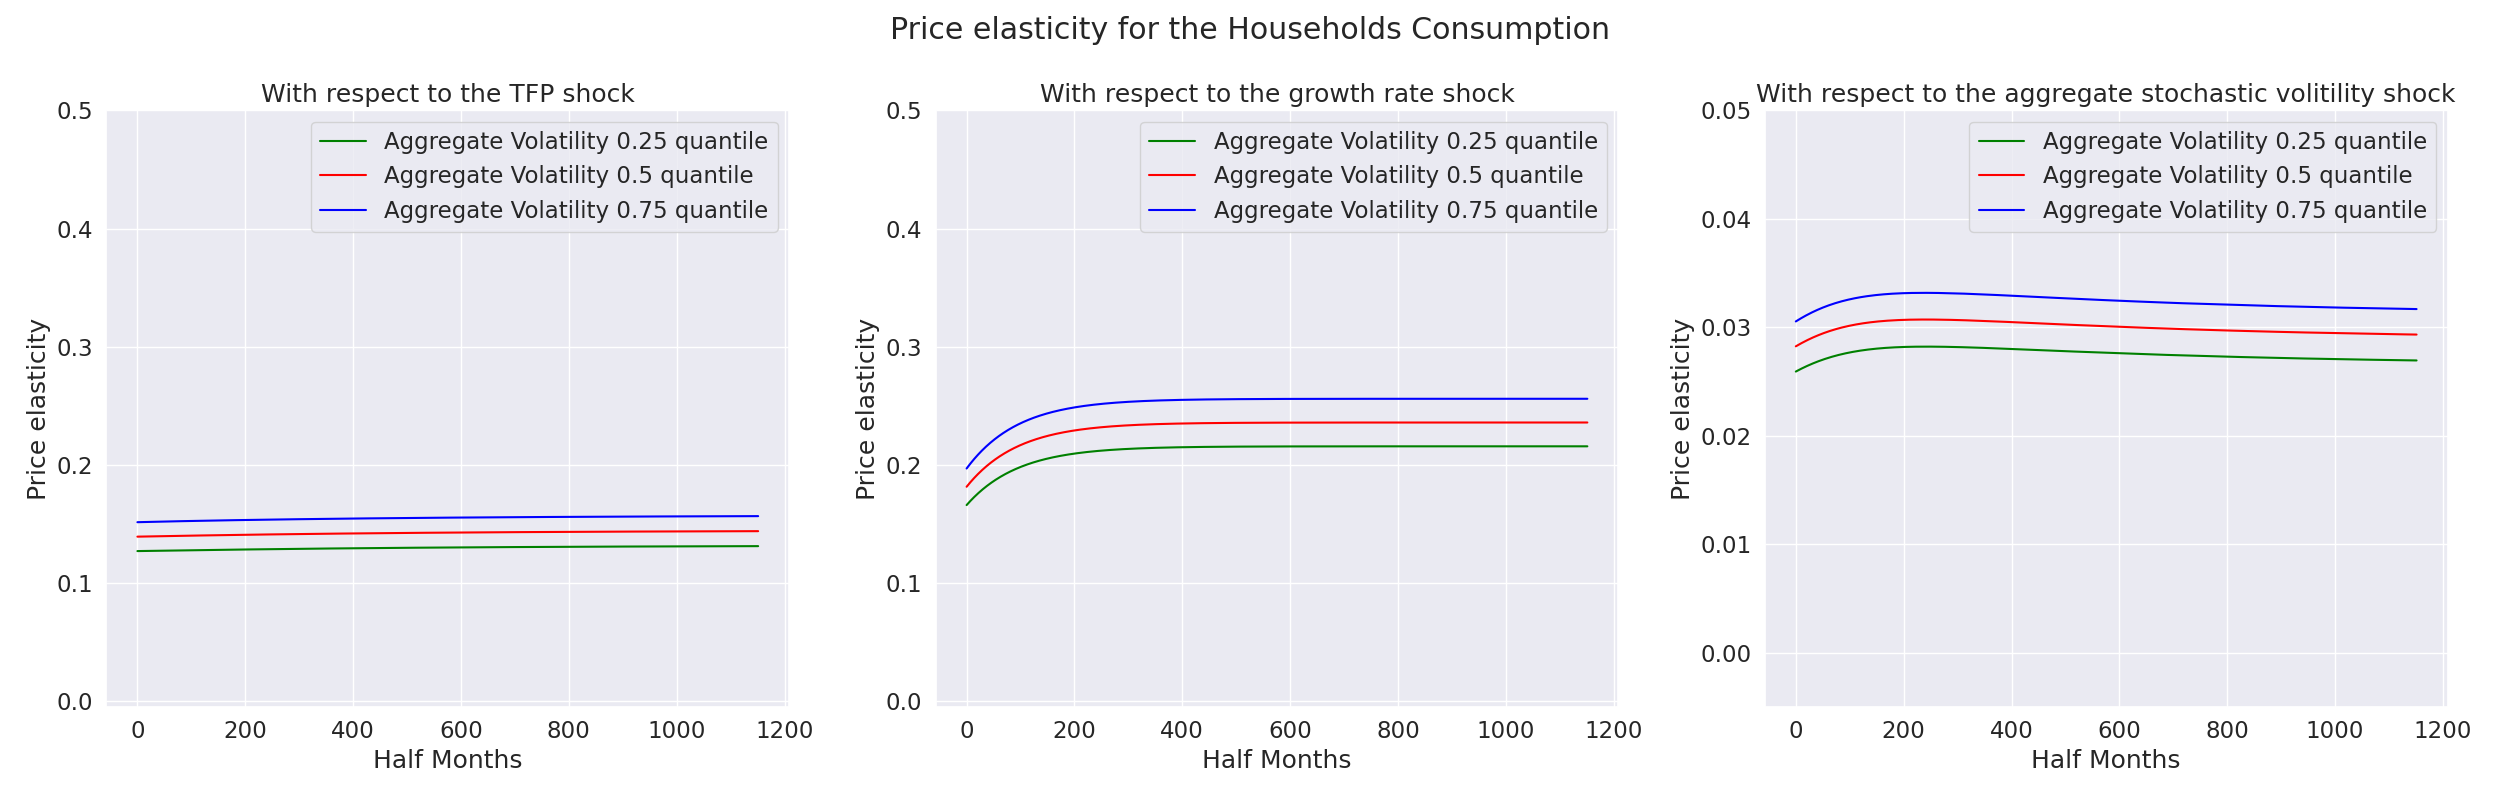 Price elasticity for the Households Consumption
With respect to the TFP shock
0.5
0.4
0.3
0.2
0.1
0.0
Price elasticity
Aggregate Volatility 0.25 quantile
Aggregate Volatility 0.5 quantile
Aggregate Volatility 0.75 quantile
0 200 400 600 800 1000 1200
Half Months
With respect to the growth rate shock
0.5
0.4
0.3
0.2
0.1
0.0
Price elasticity
Aggregate Volatility 0.25 quantile
Aggregate Volatility 0.5 quantile
Aggregate Volatility 0.75 quantile
0 200 400 600 800 1000 1200
Half Months
With respect to the aggregate stochastic volitility shock
0.05
0.04
0.03
0.02
0.01
0.00
Price elasticity
Aggregate Volatility 0.25 quantile
Aggregate Volatility 0.5 quantile
Aggregate Volatility 0.75 quantile
0 200 400 600 800 1000 1200
Half Months